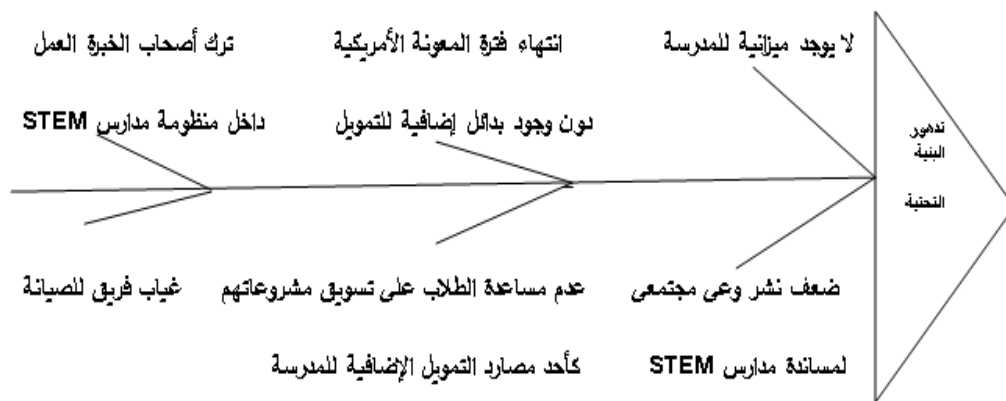 لا يوجد ميزانية للمدرسة
انتهاء فترة المعونة الأمريكية
دون وجود بدائل إضافية للتمويل
ترك أصحاب الخبرة العمل
داخل منظومة مدارس STEM
تدهور
البنية
التحتية
ضعف نشر وعى مجتمعى
لمساندة مدارس STEM
عدم مساعدة الطلاب على تسويق مشروعاتهم
كأحد مصارد التمويل الإضافية للمدرسة
غياب فريق للصيانة